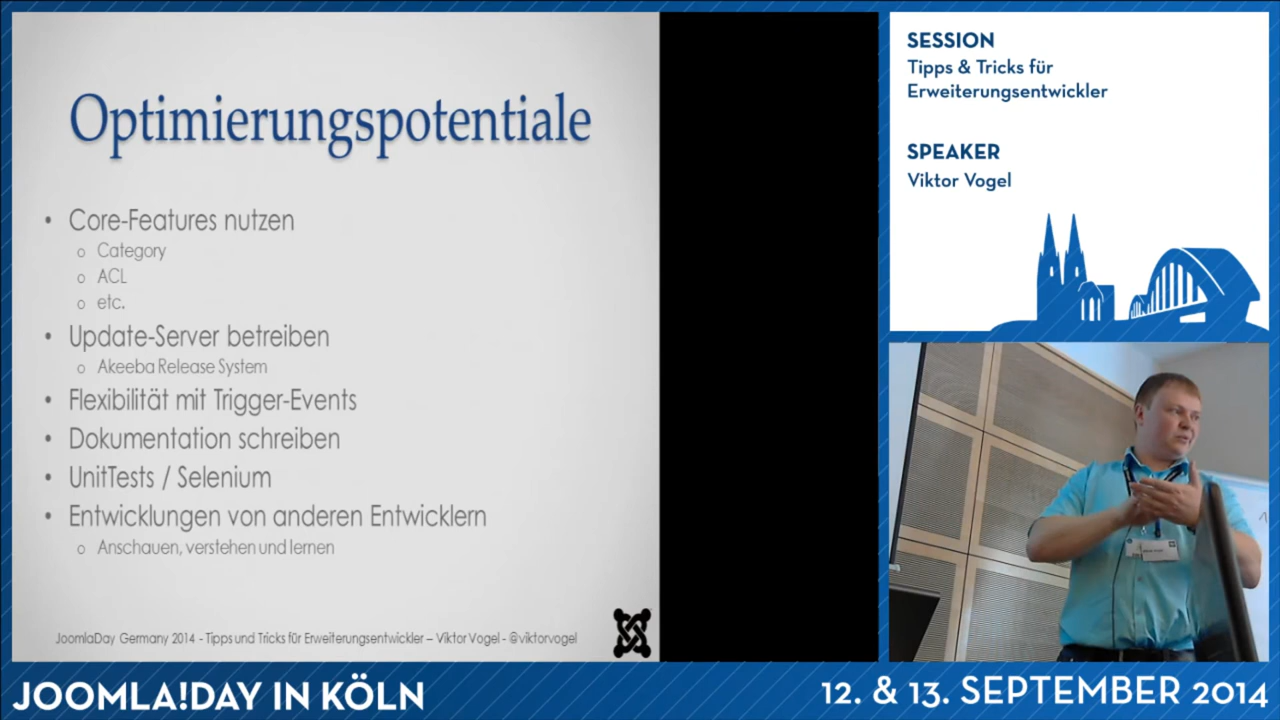 Optimierungspotentiale
• Core-Features nutzen
o Category
o ACL
o etc.
• Update-Server betreiben
o Akeeba Release System
• Flexibilität mit Trigger-Events
• Dokumentation schreiben
• UnitTests / Selenium
• Entwicklungen von anderen Entwicklern
o Anschauen, verstehen und lernen
JoomlaDay Germany 2014 - Tipps und Tricks für Erweiterungsentwickler – Viktor Vogel - @viktorvogel
SESSION
Tipps & Tricks für
Erweiterungsentwickler
SPEAKER
Viktor Vogel
JOOMLA!DAY IN KÖLN
12. & 13. SEPTEMBER 2014